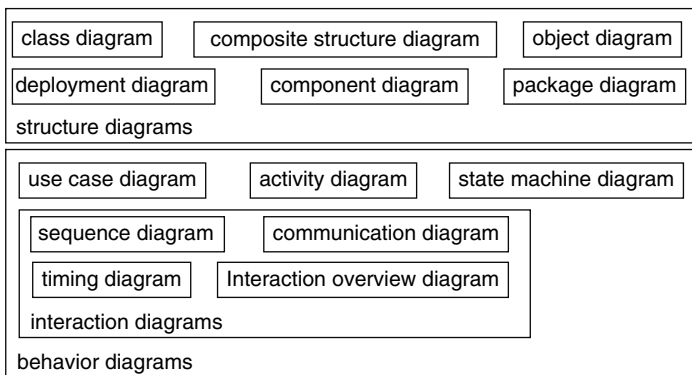 class diagram composite structure diagram object diagram
deployment diagram component diagram package diagram
structure diagrams
use case diagram activity diagram state machine diagram
sequence diagram communication diagram
timing diagram Interaction overview diagram
interaction diagrams
behavior diagrams